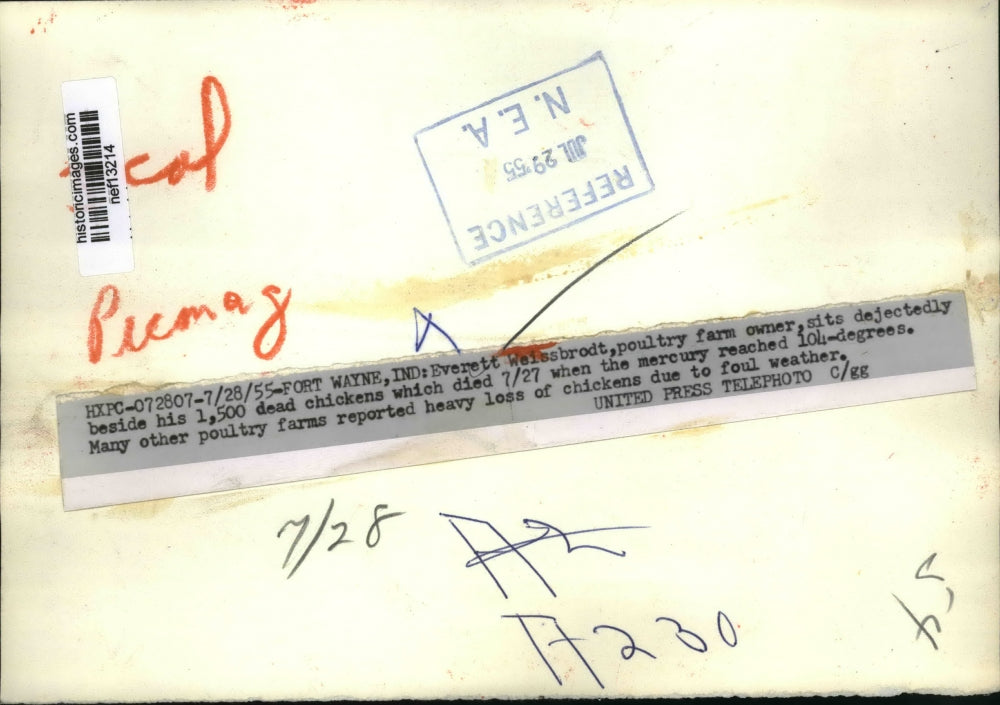 historicimages.com
nef13214
Picmag
REFERENCE
JUL 29 '55
N.E.A.
HXPC-072807-7/28/55-FORT WAYNE,IND:Everett Weissbrodt,poultry farm owner,sits dejectedly
beside his 1,500 dead chickens which died 7/27 when the mercury reached 104-degrees.
Many other poultry farms reported heavy loss of chickens due to foul weather.
UNITED PRESS TELEPHOTO C/gg
7/28
A2
A230